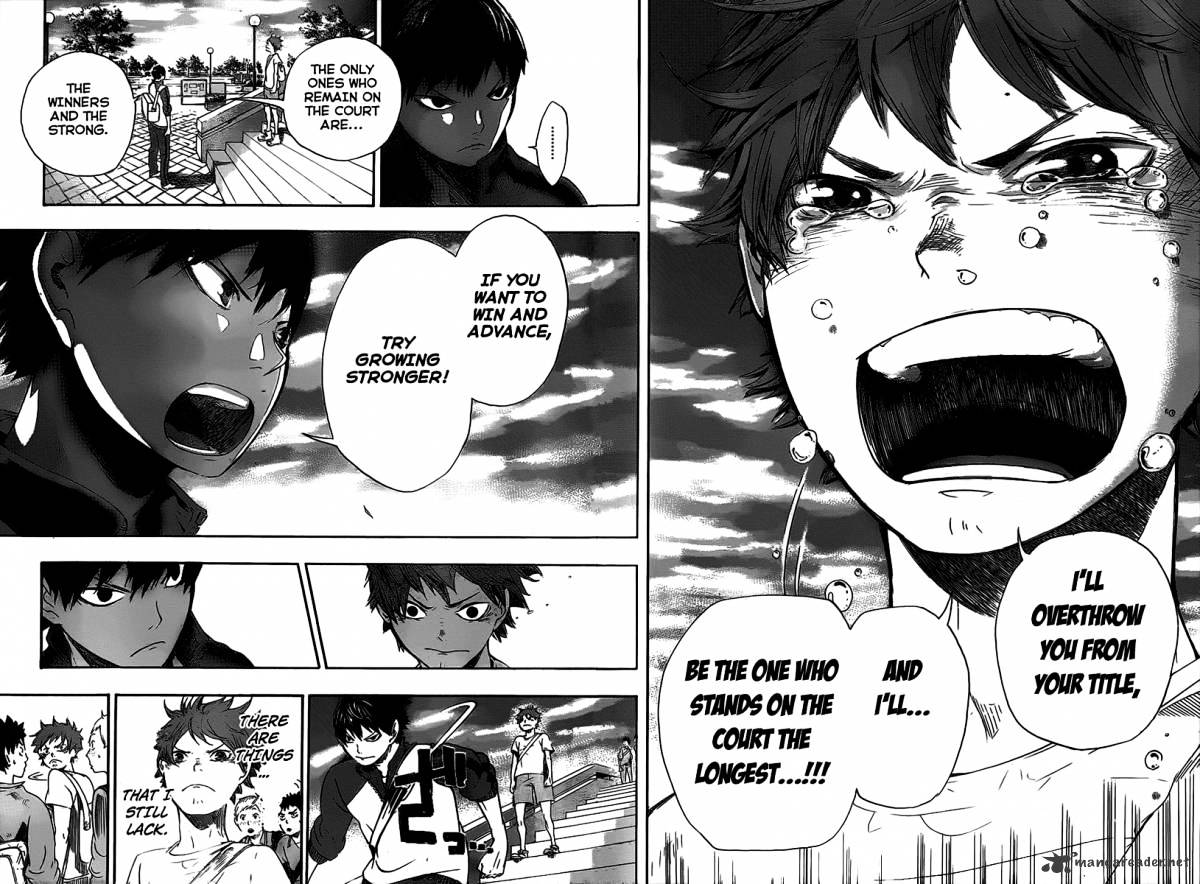 I'LL
OVERTHROW
YOU FROM
YOUR TITLE,
AND
I'LL...
BE THE ONE WHO
STANDS ON THE
COURT THE
LONGEST....!!!
.........
THE ONLY
ONES WHO
REMAIN ON
THE COURT
ARE...
THE
WINNERS
AND THE
STRONG.
IF YOU
WANT TO
WIN AND
ADVANCE,
TRY
GROWING
STRONGER!
THERE
ARE
THINGS
...
THAT I
STILL
LACK.
mangareader.net